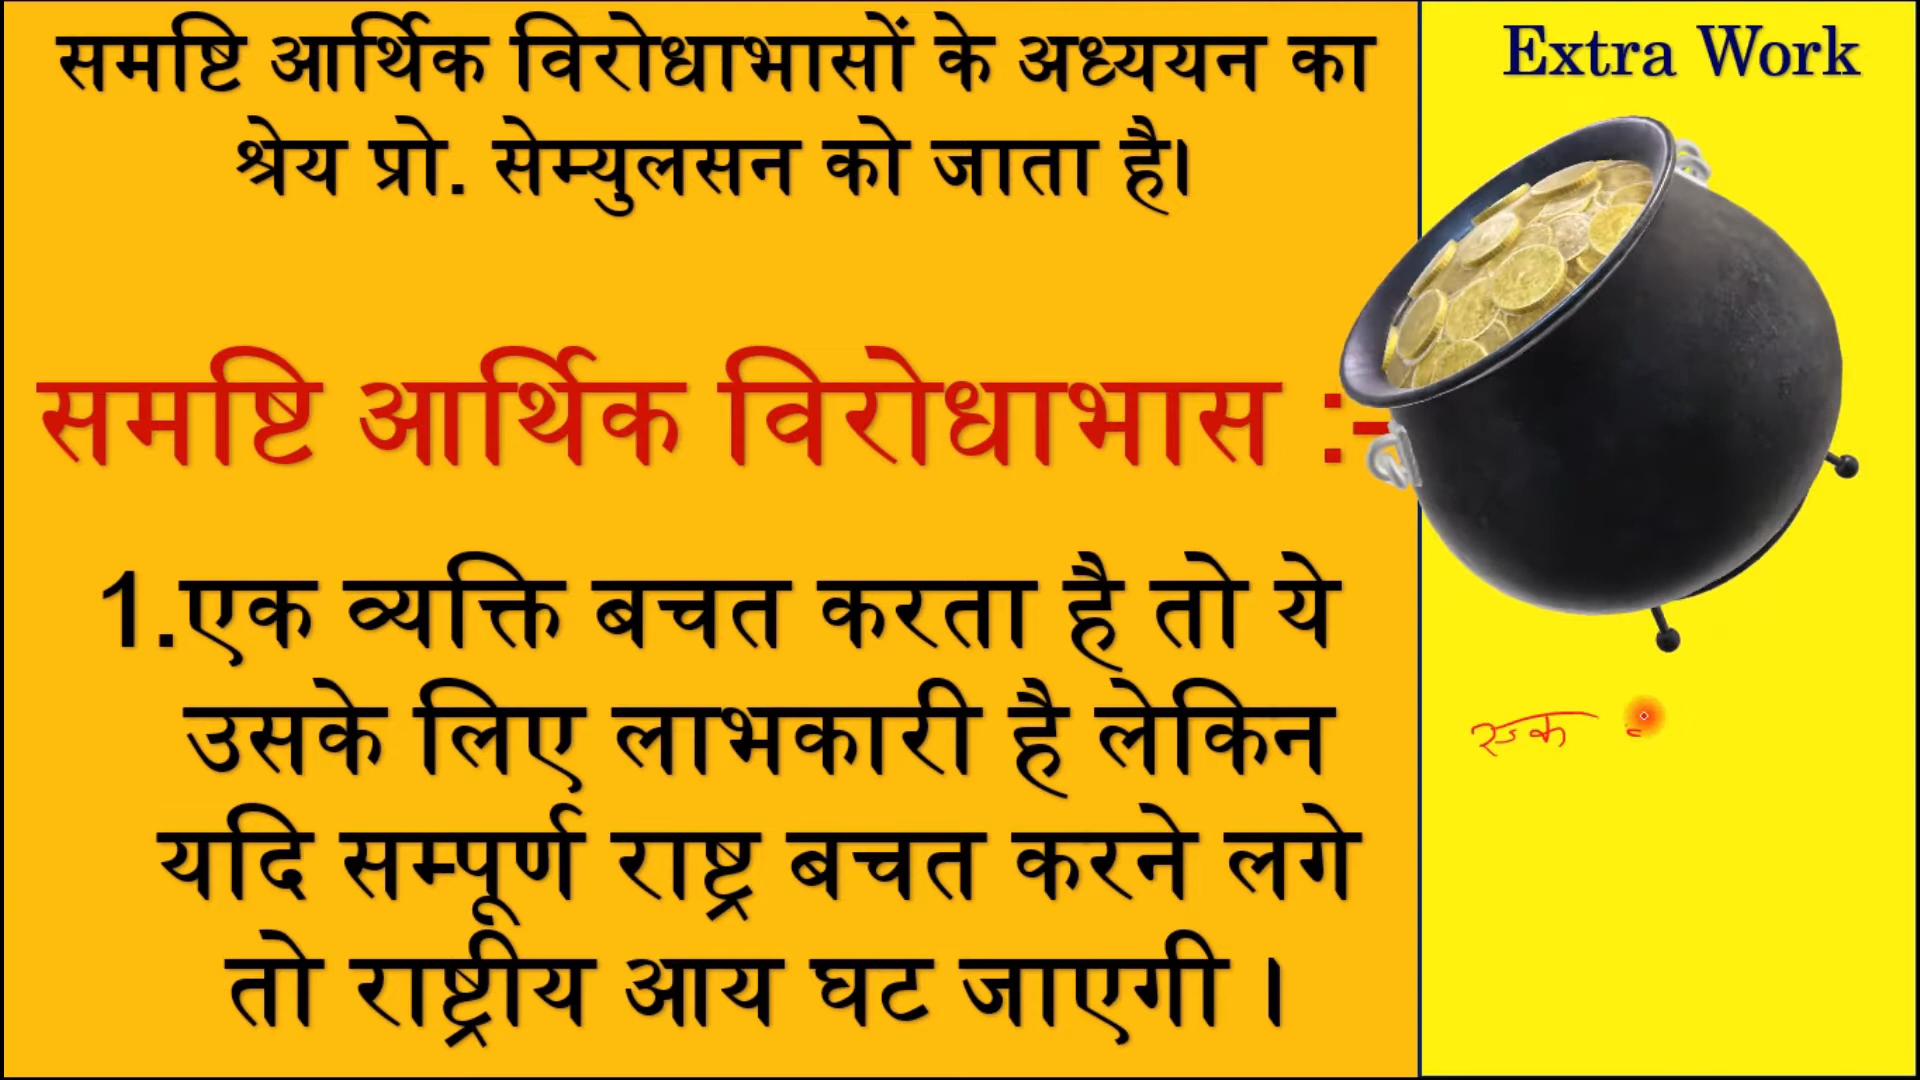 समष्टि आर्थिक विरोधाभासों के अध्ययन का
श्रेय प्रो. सेम्युलसन को जाता है।
समष्टि आर्थिक विरोधाभास :-
1.एक व्यक्ति बचत करता है तो ये
उसके लिए लाभकारी है लेकिन
यदि सम्पूर्ण राष्ट्र बचत करने लगे
तो राष्ट्रीय आय घट जाएगी ।
Extra Work